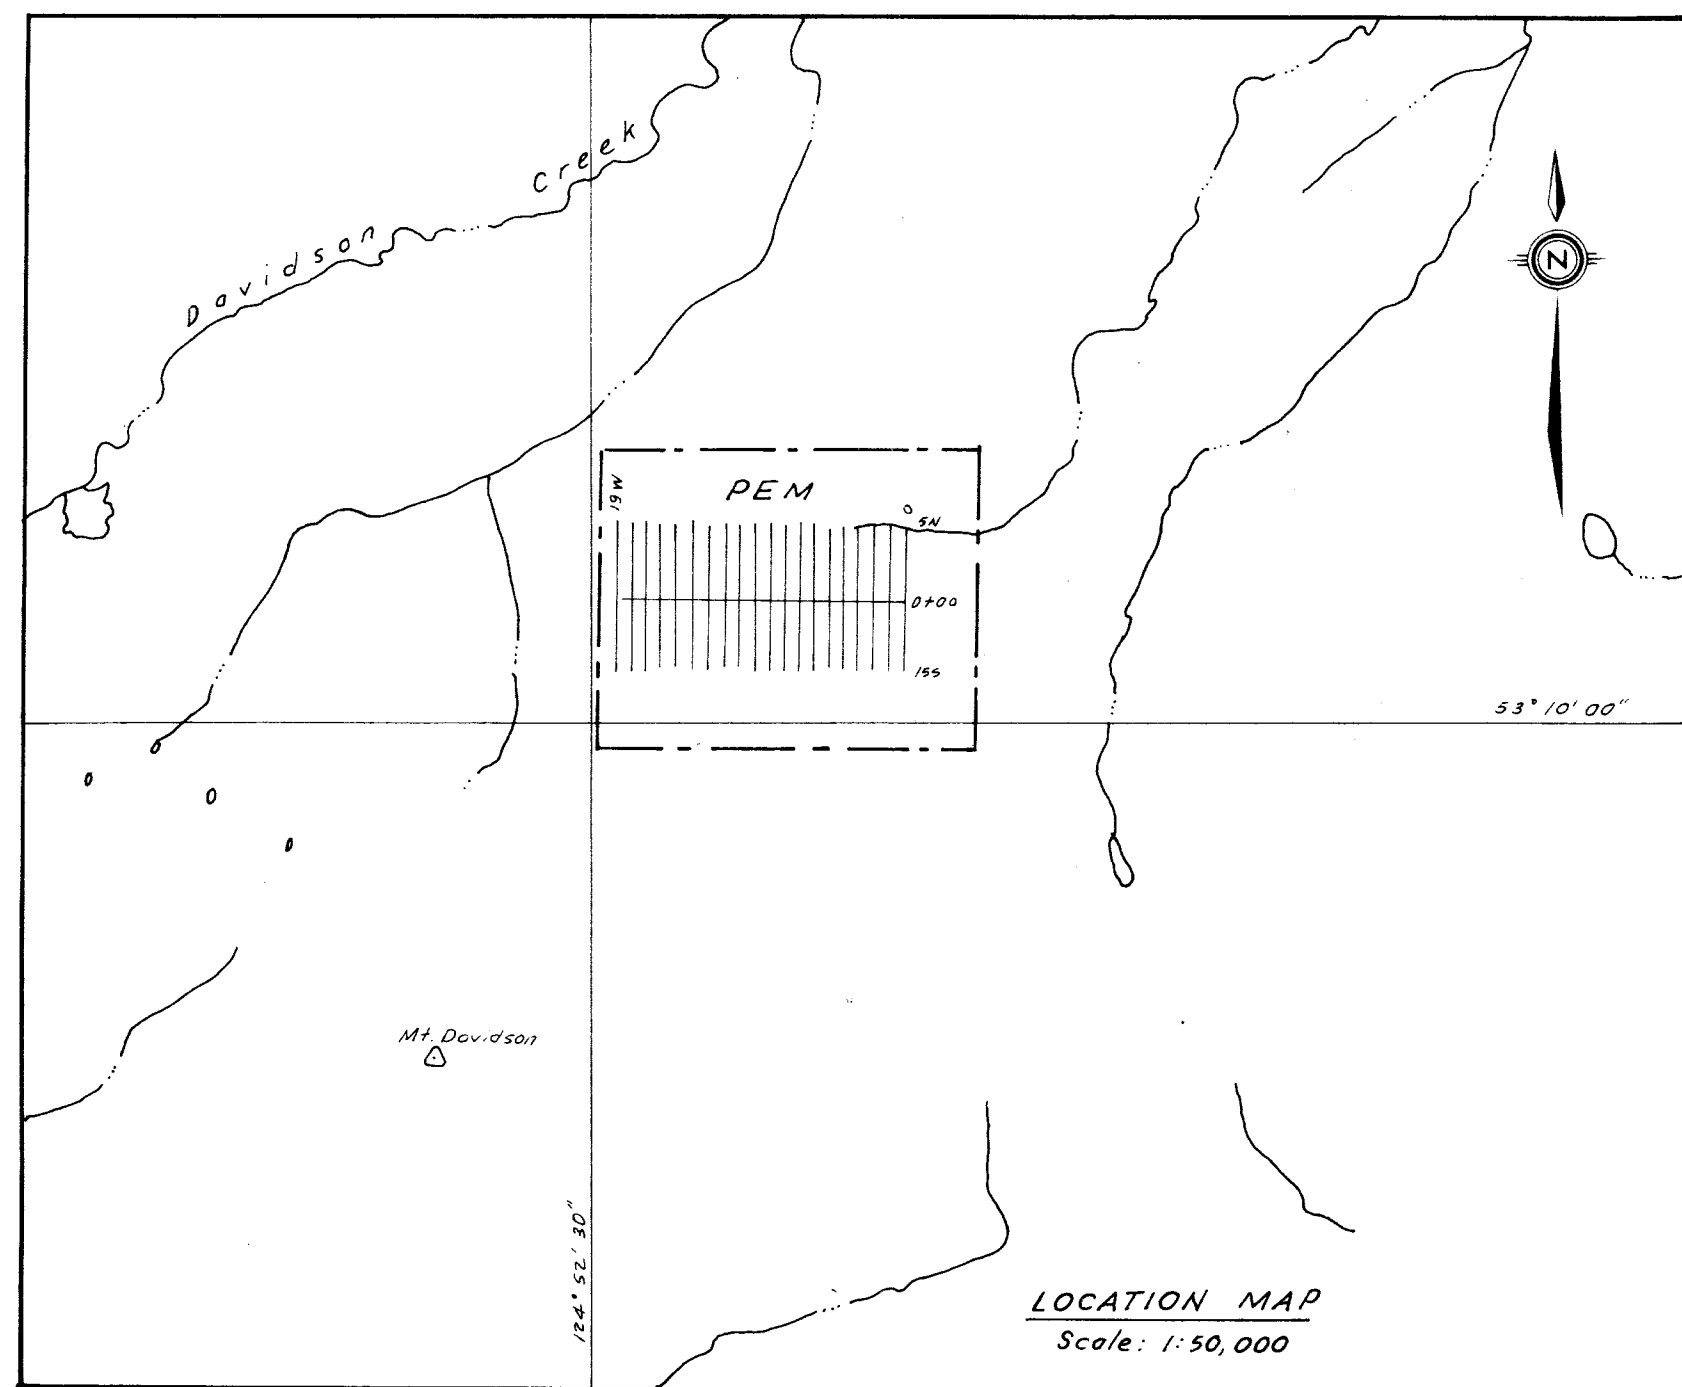 Davidson Creek
N
PEM
19W
0
5N
0+00
15S
53° 10' 00"
Mt. Davidson
124° 52' 30"
LOCATION MAP
Scale: 1:50,000